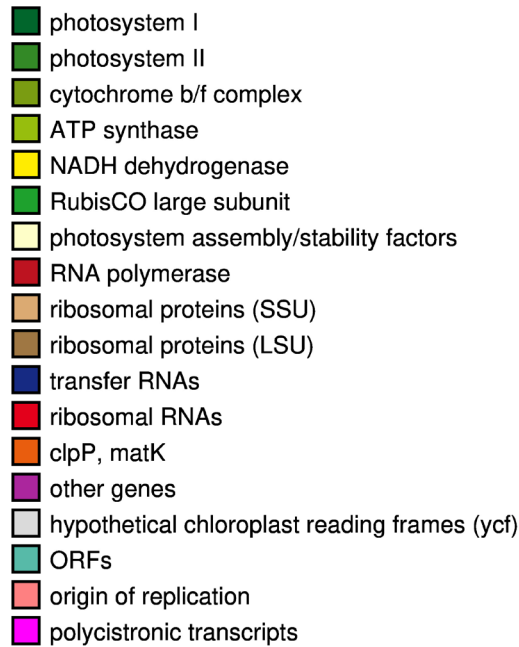 photosystem I
photosystem II
cytochrome b/f complex
ATP synthase
NADH dehydrogenase
RubisCO large subunit
photosystem assembly/stability factors
RNA polymerase
ribosomal proteins (SSU)
ribosomal proteins (LSU)
transfer RNAs
ribosomal RNAs
clpP, matK
other genes
hypothetical chloroplast reading frames (ycf)
ORFs
origin of replication
polycistronic transcripts